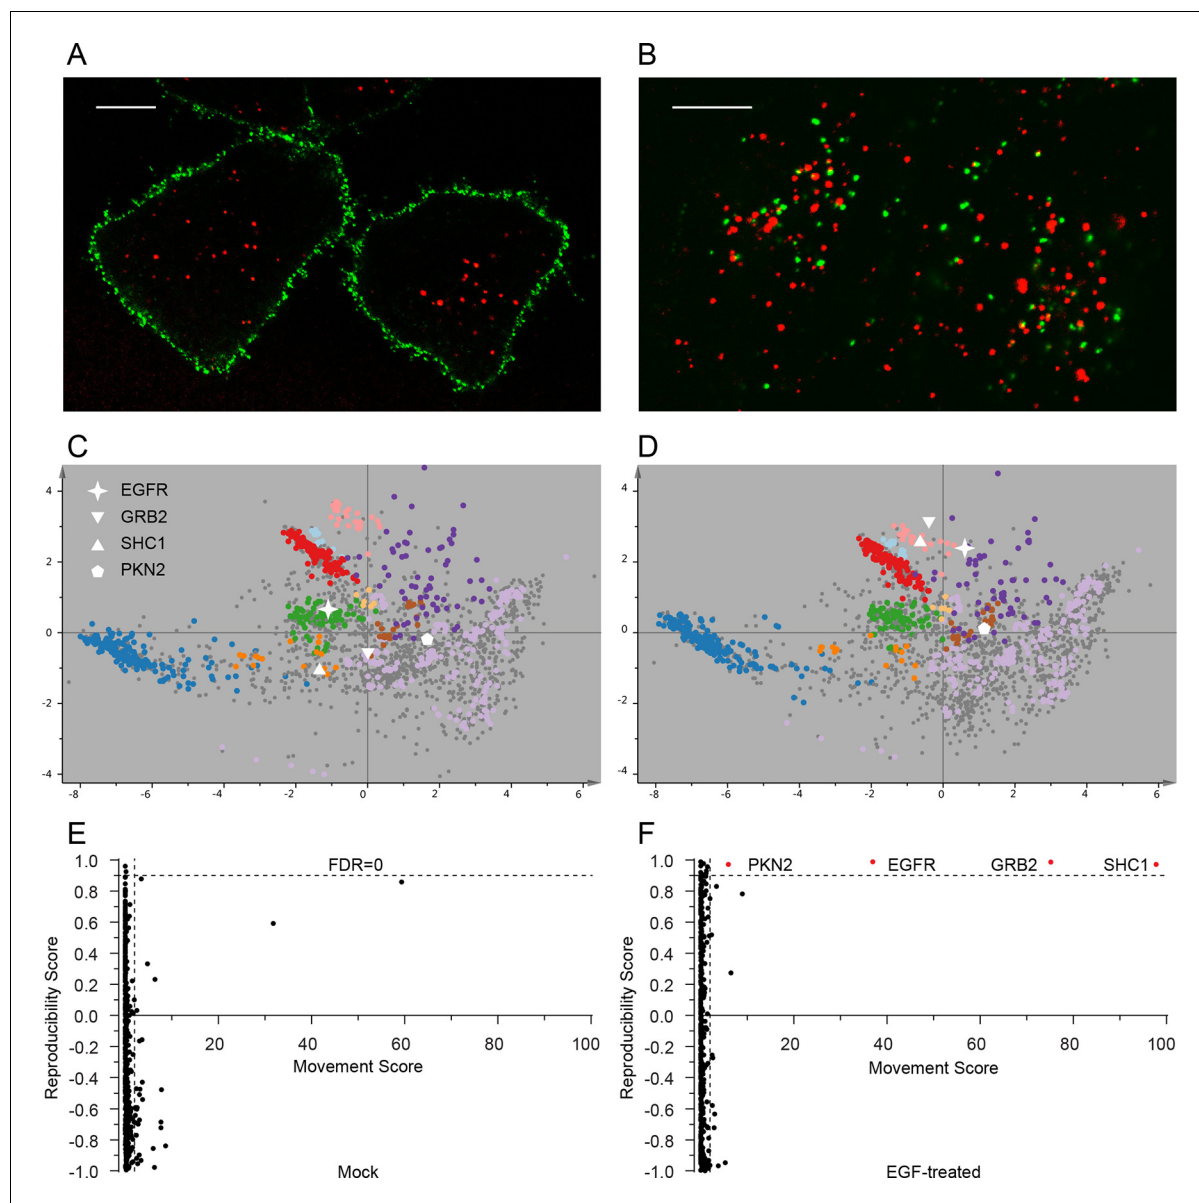 A
B
C
D
EGFR
GRB2
SHC1
PKN2
4
2
0
-2
-4
-8
-6
-4
-2
0
2
4
6
4
2
0
-2
-4
-8
-6
-4
-2
0
2
4
6
E
F
1.0
0.8
0.6
0.4
0.2
0.0
-0.2
-0.4
-0.6
-0.8
-1.0
Reproducibility Score
FDR=0
20
40
60
80
100
Movement Score
Mock
1.0
0.8
0.6
0.4
0.2
0.0
-0.2
-0.4
-0.6
-0.8
-1.0
Reproducibility Score
PKN2
EGFR
GRB2
SHC1
20
40
60
80
100
Movement Score
EGF-treated